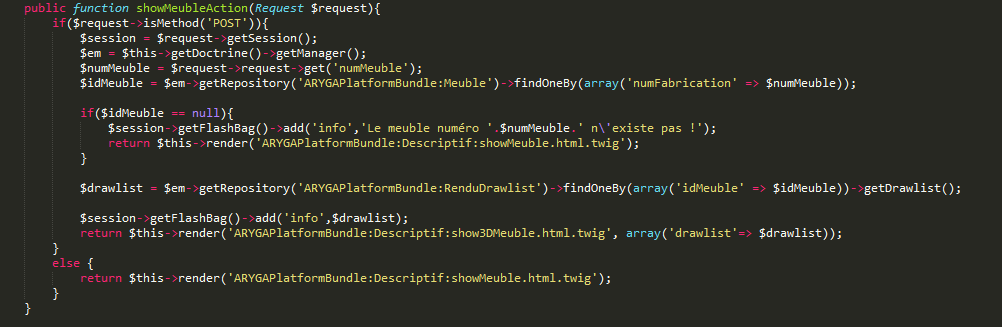 public function showMeubleAction(Request $request){
if($request->isMethod('POST')){
$session = $request->getSession();
$em = $this->getDoctrine()->getManager();
$numMeuble = $request->request->get('numMeuble');
$idMeuble = $em->getRepository('ARYGAPlatformBundle:Meuble')->findOneBy(array('numFabrication' => $numMeuble));
if($idMeuble == null){
$session->getFlashBag()->add('info','Le meuble numéro '.$numMeuble.' n\'existe pas !');
return $this->render('ARYGAPlatformBundle:Descriptif:showMeuble.html.twig');
}
$drawlist = $em->getRepository('ARYGAPlatformBundle:RenduDrawlist')->findOneBy(array('idMeuble' => $idMeuble))->getDrawlist();
$session->getFlashBag()->add('info',$drawlist);
return $this->render('ARYGAPlatformBundle:Descriptif:show3DMeuble.html.twig', array('drawlist'=> $drawlist));
}
else {
return $this->render('ARYGAPlatformBundle:Descriptif:showMeuble.html.twig');
}
}